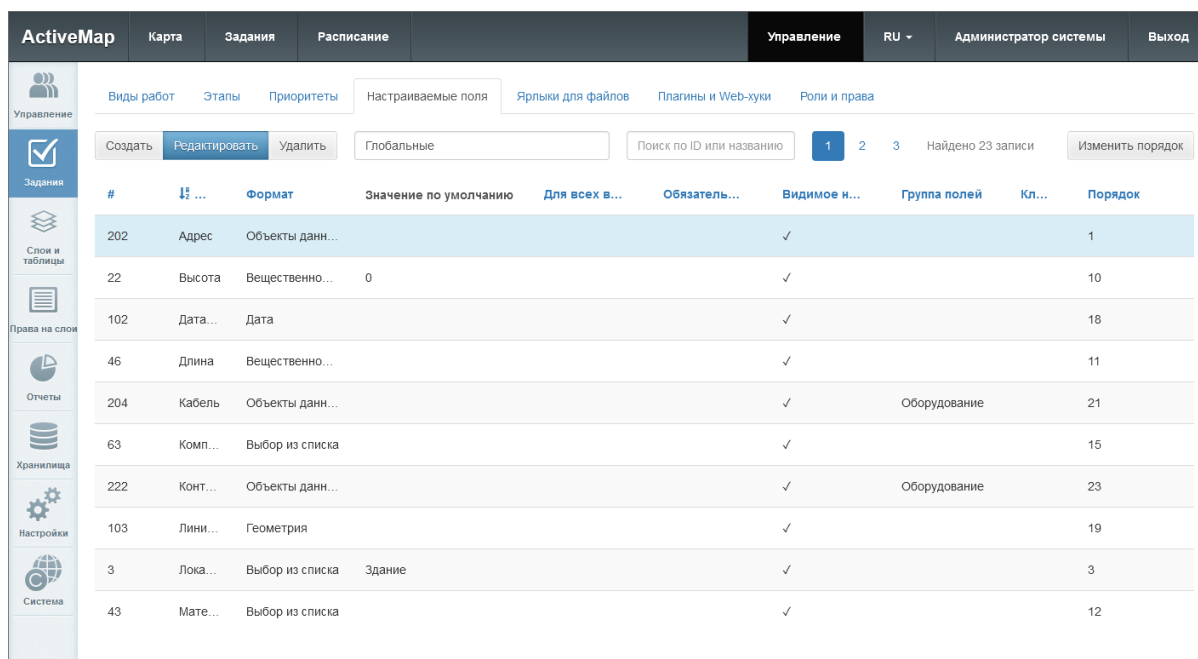 ActiveMap Карта Задания Расписание Управление RU Администратор системы Выход
Управление
Задания
Слои и
таблицы
Права на слои
Отчеты
Хранилища
Настройки
Система
Виды работ Этапы Приоритеты Настраиваемые поля Ярлыки для файлов Плагины и Web-хуки Роли и права
Создать Редактировать Удалить Глобальные Поиск по ID или названию 1 2 3 Найдено 23 записи Изменить порядок
# ... Формат Значение по умолчанию Для всех в... Обязатель... Видимое н... Группа полей Кл... Порядок
202 Адрес Объекты данн... ✓ 1
22 Высота Вещественно... 0 ✓ 10
102 Дата... Дата ✓ 18
46 Длина Вещественно... ✓ 11
204 Кабель Объекты данн... ✓ Оборудование 21
63 Комп... Выбор из списка ✓ 15
222 Конт... Объекты данн... ✓ Оборудование 23
103 Лини... Геометрия ✓ 19
3 Лока... Выбор из списка Здание ✓ 3
43 Мате... Выбор из списка ✓ 12